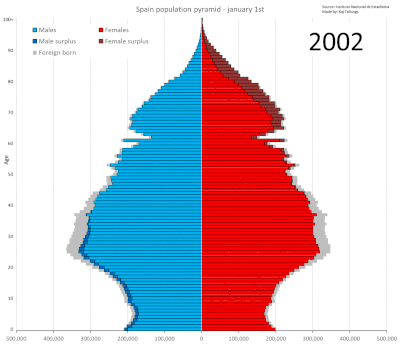 Spain population pyramid - january 1st
Source: Instituto Nacional de Estadística
Made by: Kaj Tallungs
2002
Males
Females
Male surplus
Female surplus
Foreign born
Age
100
90
80
70
60
50
40
30
20
10
0
500,000
400,000
300,000
200,000
100,000
0
100,000
200,000
300,000
400,000
500,000